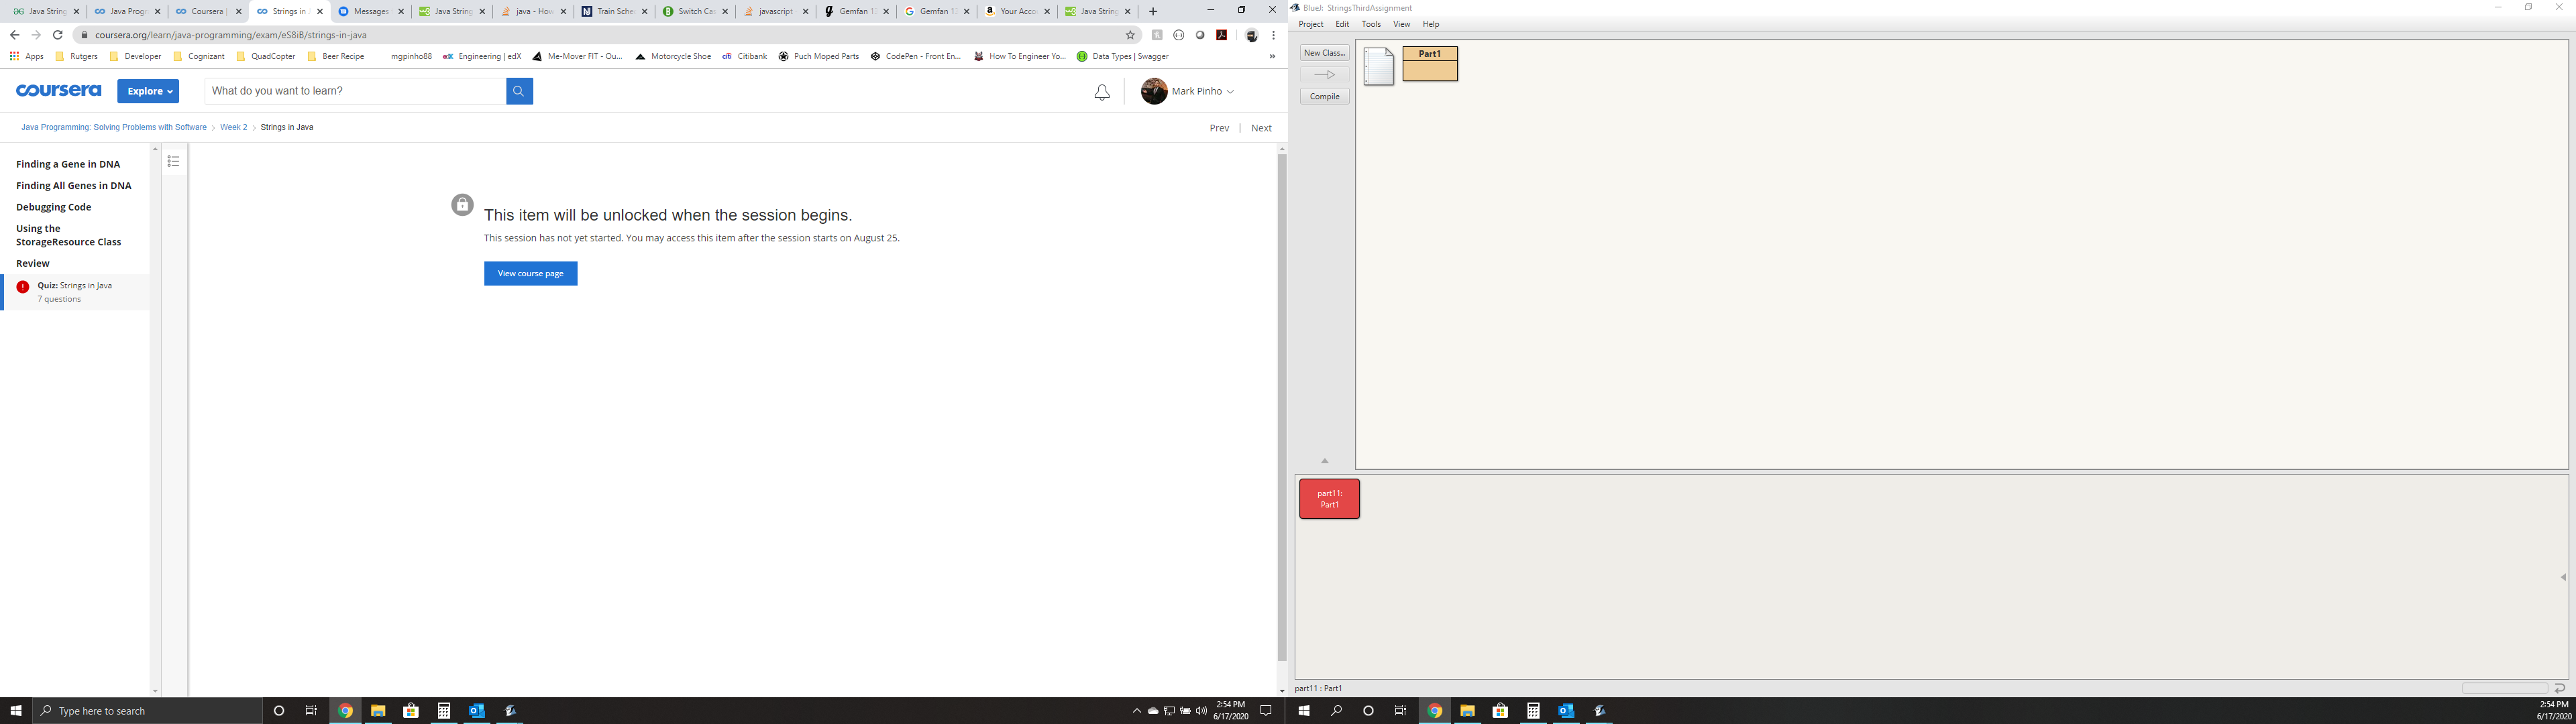 Java String
Java Progr
Coursera |
Strings in J
Messages
Java String
java - How
Train Sche
Switch Ca
javascript
Gemfan 1
Gemfan 1
Your Acco
Java String
coursera.org/learn/java-programming/exam/eS8iB/strings-in-java
Apps
Rutgers
Developer
Cognizant
QuadCopter
Beer Recipe
mgpinho88
Engineering | edX
Me-Mover FIT - Ou...
Motorcycle Shoe
citi Citibank
Puch Moped Parts
CodePen - Front En...
How To Engineer Yo...
Data Types | Swagger
»
coursera
Explore
What do you want to learn?
Mark Pinho
Java Programming: Solving Problems with Software > Week 2 > Strings in Java
Prev | Next
Finding a Gene in DNA
Finding All Genes in DNA
Debugging Code
Using the
StorageResource Class
Review
Quiz: Strings in Java
7 questions
This item will be unlocked when the session begins.
This session has not yet started. You may access this item after the session starts on August 25.
View course page
Type here to search
2:54 PM
6/17/2020
BlueJ: StringsThirdAssignment
Project Edit Tools View Help
New Class...
Compile
Part1
part11:
Part1
part11 : Part1
2:54 PM
6/17/2020